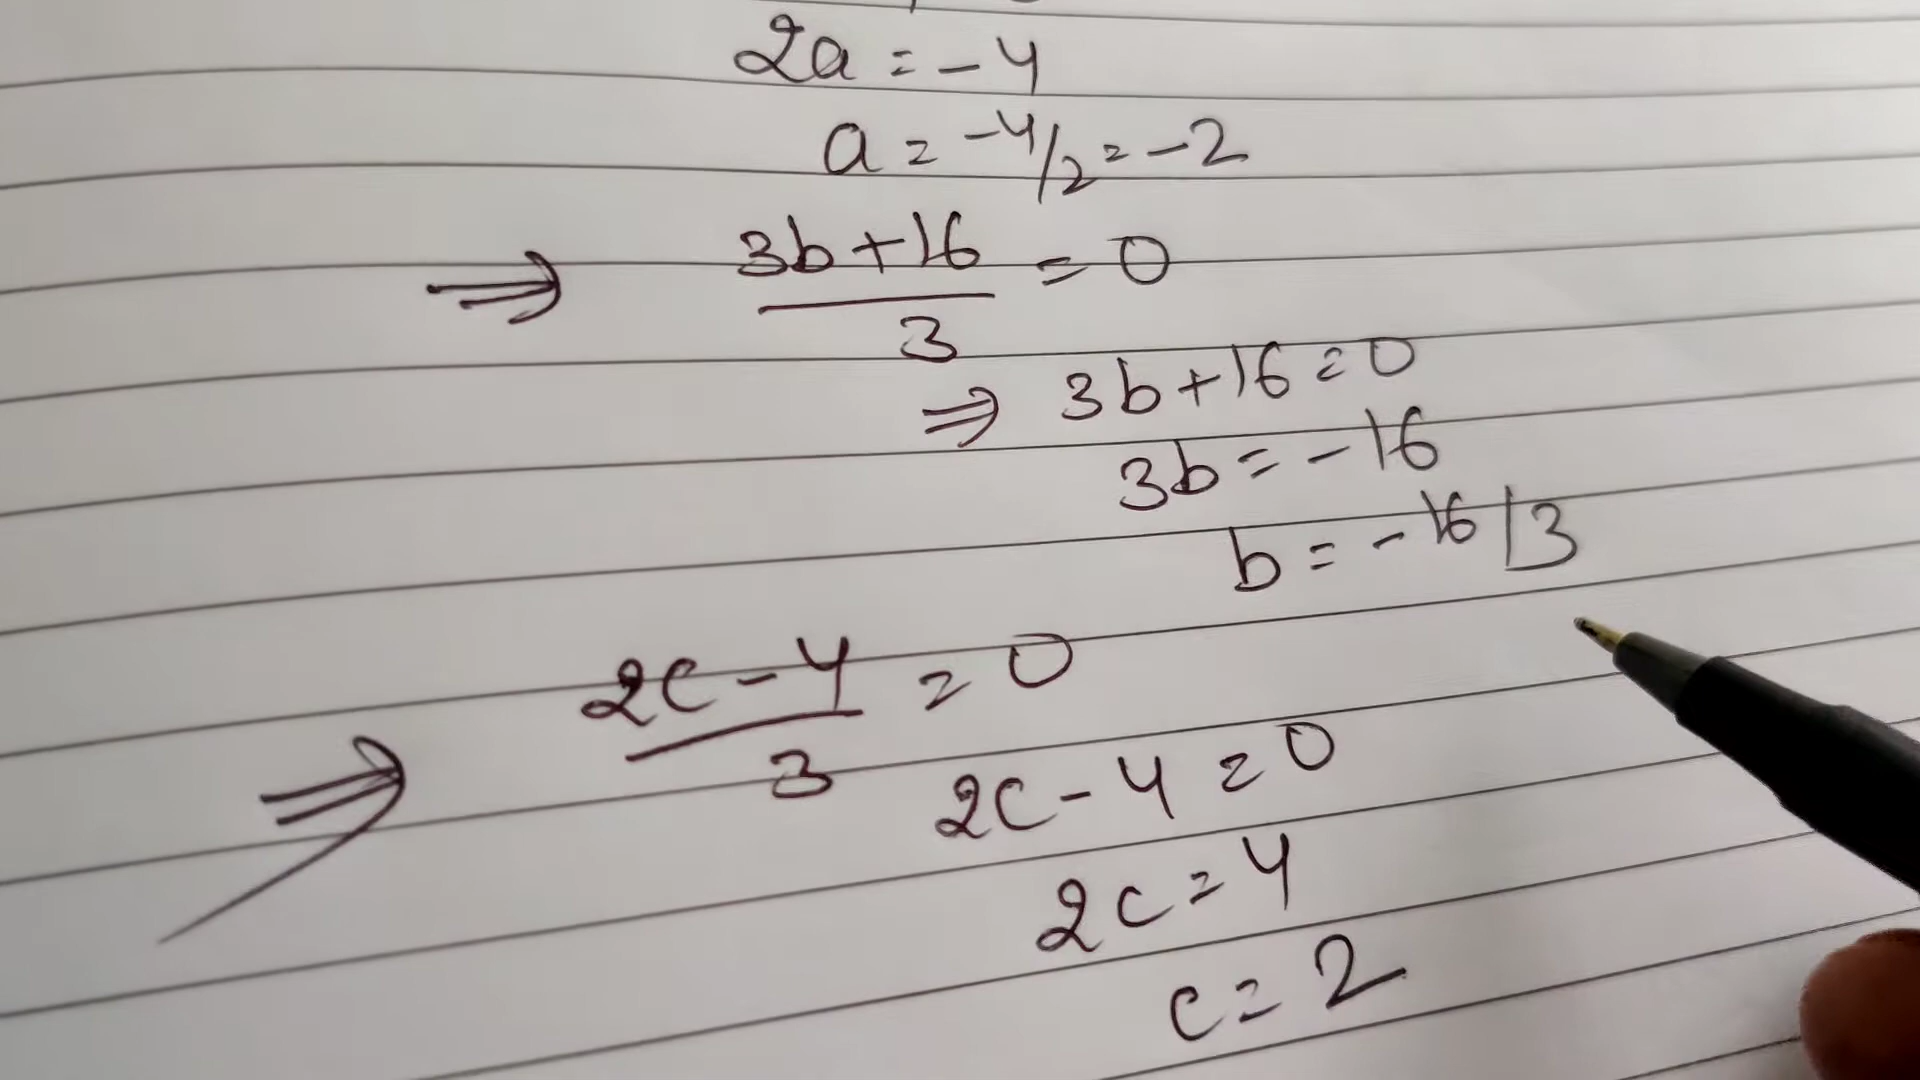 2a = -4
a = -4/2 = -2
⇒ 3b+16/3 = 0
⇒ 3b+16=0
3b = -16
b = -16/3
⇒ 2c-4/3 = 0
2c-4=0
2c=4
c=2